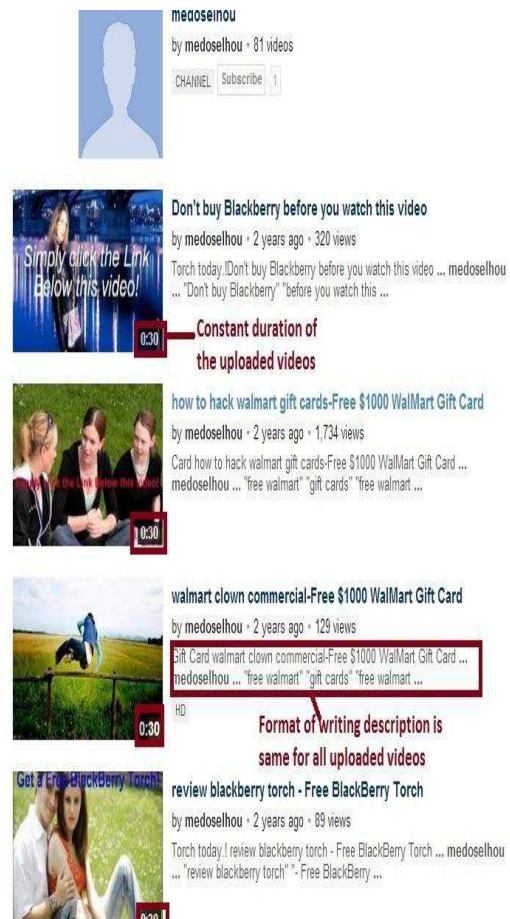 medoselhou
by medoselhou • 81 videos
CHANNEL Subscribe 1
Don't buy Blackberry before you watch this video
by medoselhou • 2 years ago • 320 views
Torch today.!Don't buy Blackberry before you watch this video ... medoselhou
... "Don't buy Blackberry" "before you watch this ...
Simply click the Link
Below this video!
0:30
Constant duration of
the uploaded videos
how to hack walmart gift cards-Free $1000 WalMart Gift Card
by medoselhou • 2 years ago • 1,734 views
Card how to hack walmart gift cards-Free $1000 WalMart Gift Card ...
medoselhou ... "free walmart" "gift cards" "free walmart ...
Simply click the Link Below this video!
0:30
walmart clown commercial-Free $1000 WalMart Gift Card
by medoselhou • 2 years ago • 129 views
Gift Card walmart clown commercial-Free $1000 WalMart Gift Card ...
medoselhou ... "free walmart" "gift cards" "free walmart ...
HD
0:30
Format of writing description is
same for all uploaded videos
Get a Free BlackBerry Torch!
review blackberry torch - Free BlackBerry Torch
by medoselhou • 2 years ago • 89 views
Torch today.! review blackberry torch - Free BlackBerry Torch ... medoselhou
... "review blackberry torch" "- Free BlackBerry ...
0:30